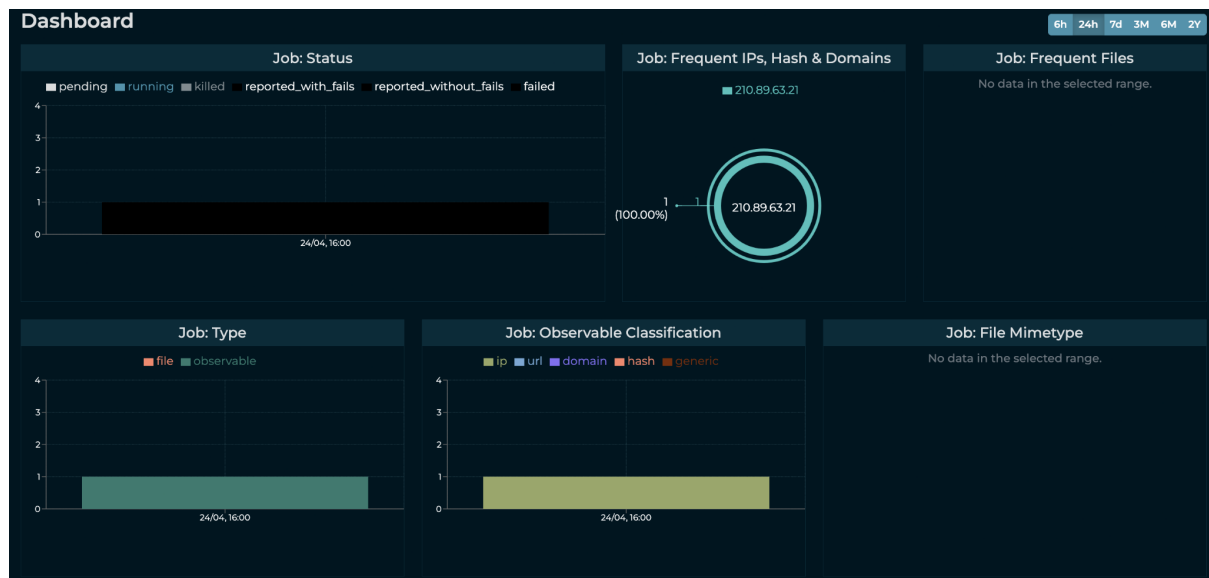 Dashboard
6h 24h 7d 3M 6M 2Y
Job: Status
pending running killed reported_with_fails reported_without_fails failed
4
3
2
1
0
24/04, 16:00
Job: Frequent IPs, Hash & Domains
210.89.63.21
1
(100.00%)
1
210.89.63.21
Job: Frequent Files
No data in the selected range.
Job: Type
file observable
4
3
2
1
0
24/04, 16:00
Job: Observable Classification
ip url domain hash generic
4
3
2
1
0
24/04, 16:00
Job: File Mimetype
No data in the selected range.